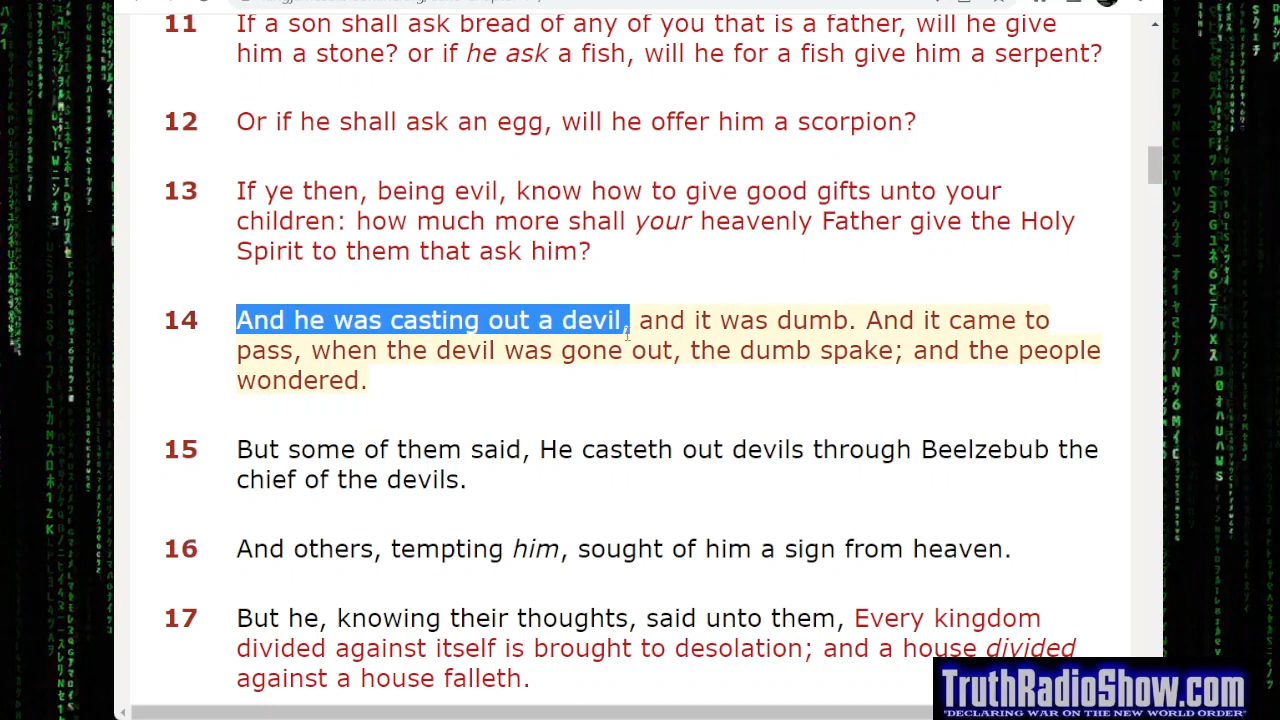 11 If a son shall ask bread of any of you that is a father, will he give
him a stone? or if he ask a fish, will he for a fish give him a serpent?
12 Or if he shall ask an egg, will he offer him a scorpion?
13 If ye then, being evil, know how to give good gifts unto your
children: how much more shall your heavenly Father give the Holy
Spirit to them that ask him?
14 And he was casting out a devil, and it was dumb. And it came to
pass, when the devil was gone out, the dumb spake; and the people
wondered.
15 But some of them said, He casteth out devils through Beelzebub the
chief of the devils.
16 And others, tempting him, sought of him a sign from heaven.
17 But he, knowing their thoughts, said unto them, Every kingdom
divided against itself is brought to desolation; and a house divided
against a house falleth.
TruthRadioShow.com
"DECLARING WAR ON THE NEW WORLD ORDER"